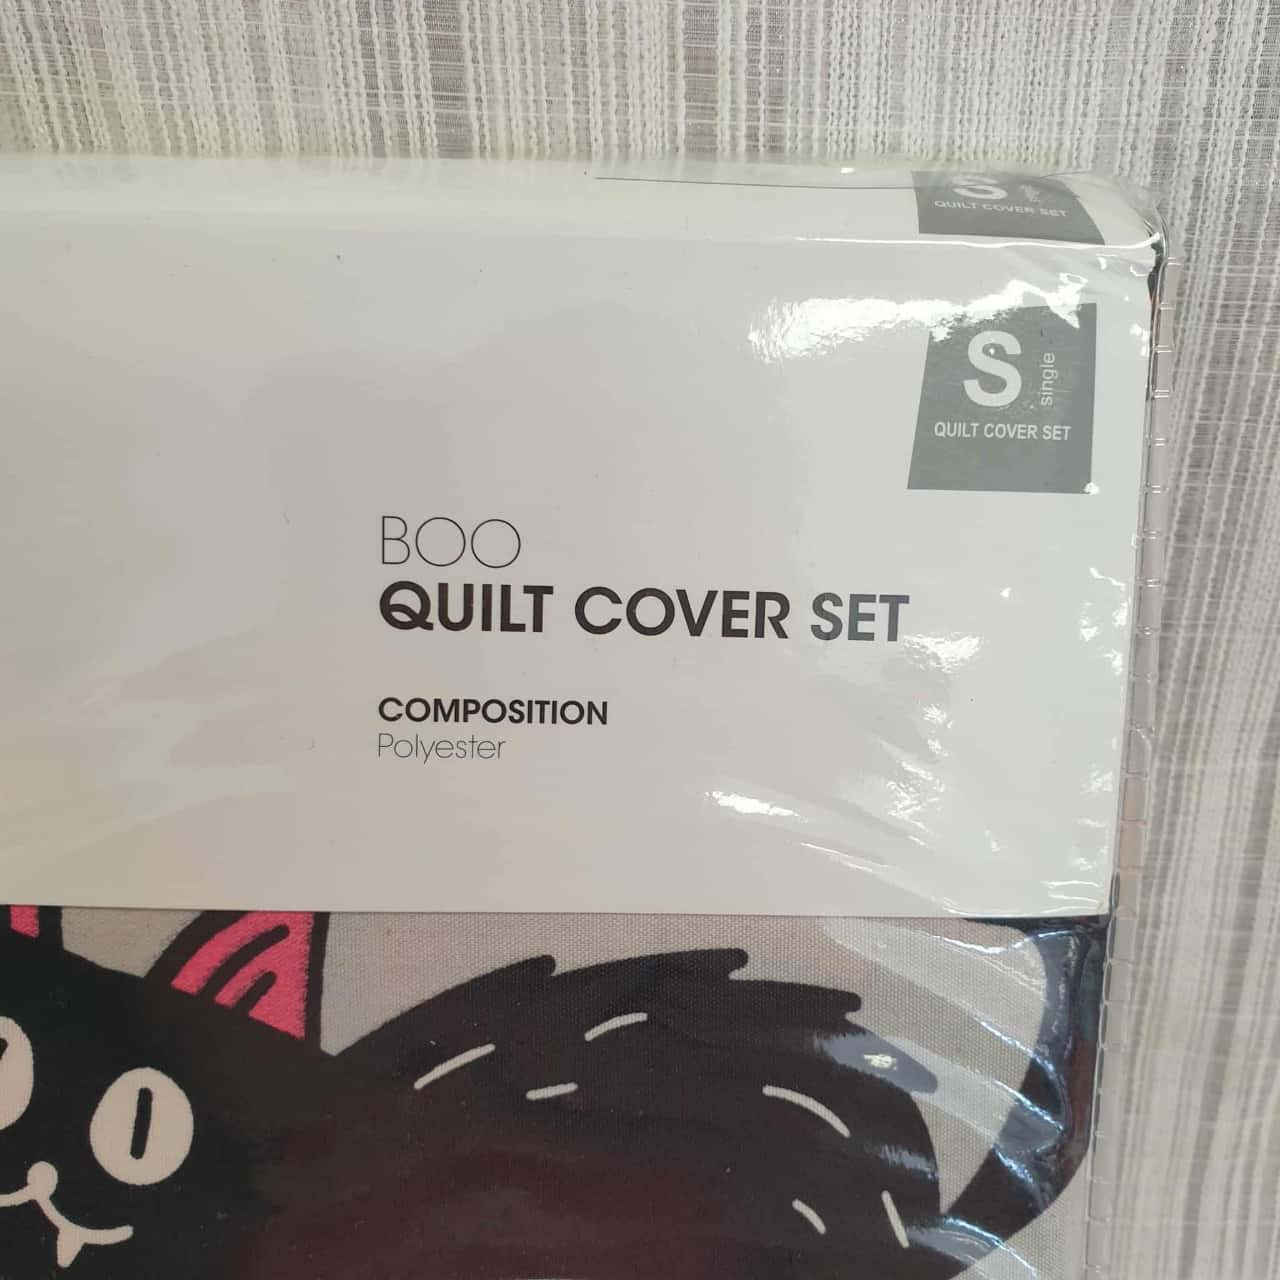 S
QUILT COVER SET
S single
QUILT COVER SET
BOO
QUILT COVER SET
COMPOSITION
Polyester